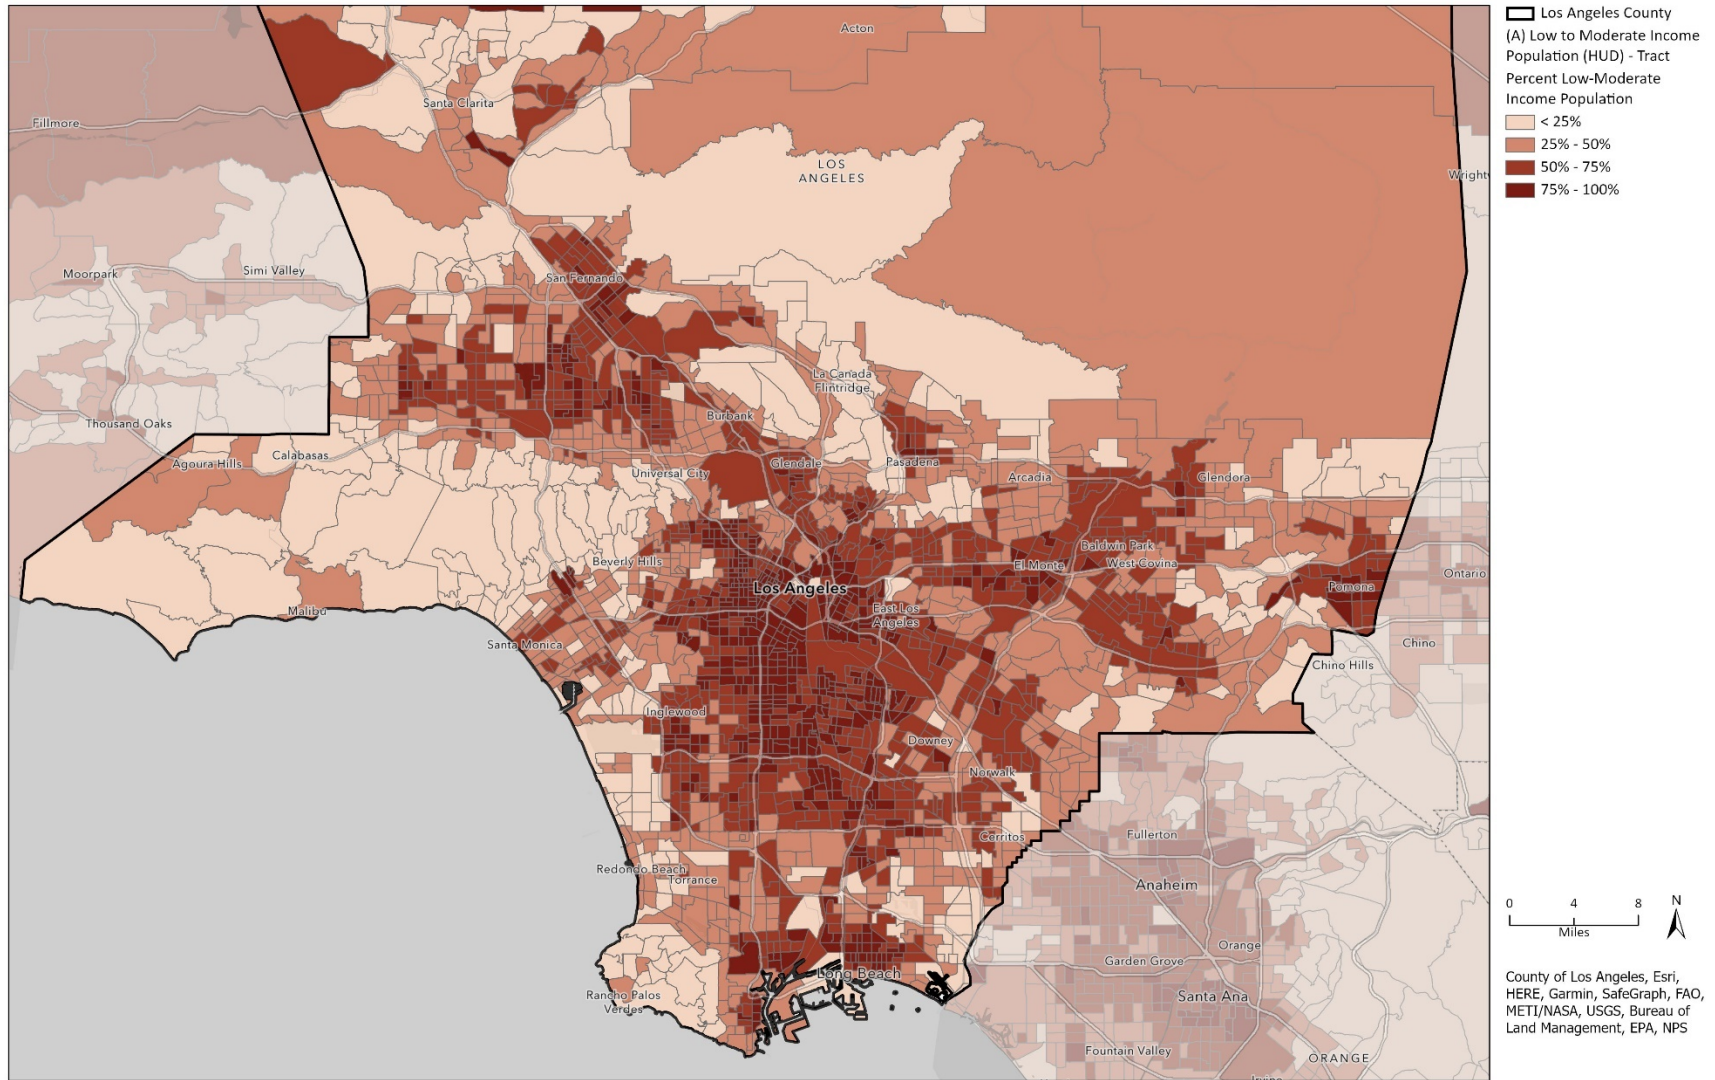 Los Angeles County
(A) Low to Moderate Income
Population (HUD) - Tract
Percent Low-Moderate
Income Population
< 25%
25% - 50%
50% - 75%
75% - 100%
Acton
Santa Clarita
Fillmore
LOS
ANGELES
Wrightw
Moorpark
Simi Valley
San Fernando
La Canada
Flintridge
Burbank
Thousand Oaks
Agoura Hills
Calabasas
Universal City
Glendale
Pasadena
Arcadia
Glendora
Baldwin Park
Beverly Hills
El Monte
West Covina
Ontario
Los Angeles
Pomona
Malibu
East Los
Angeles
Santa Monica
Chino
Chino Hills
Inglewood
Downey
Norwalk
Cerritos
Fullerton
Redondo Beach
Torrance
Anaheim
Orange
Garden Grove
Long Beach
Rancho Palos
Verdes
Santa Ana
Fountain Valley
ORANGE
Irvine
0
4
8
Miles
N
County of Los Angeles, Esri,
HERE, Garmin, SafeGraph, FAO,
METI/NASA, USGS, Bureau of
Land Management, EPA, NPS